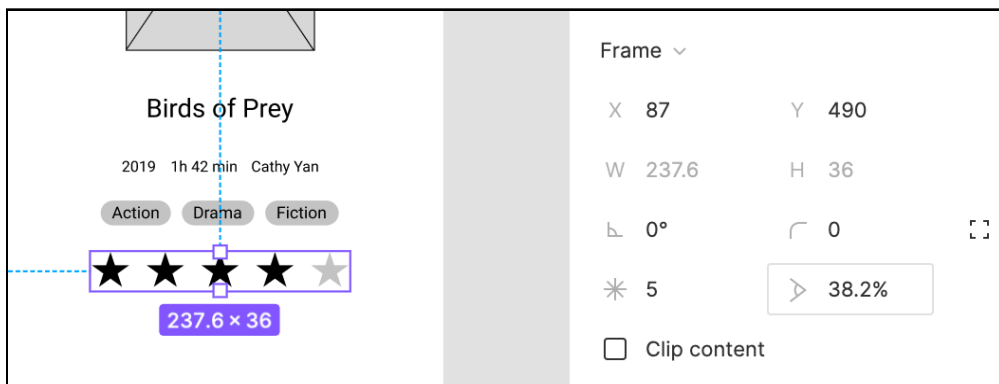 Birds of Prey
2019 1h 42 min Cathy Yan
Action Drama Fiction
237.6 × 36
Frame
X 87 Y 490
W 237.6 H 36
0° 0
5 38.2%
Clip content